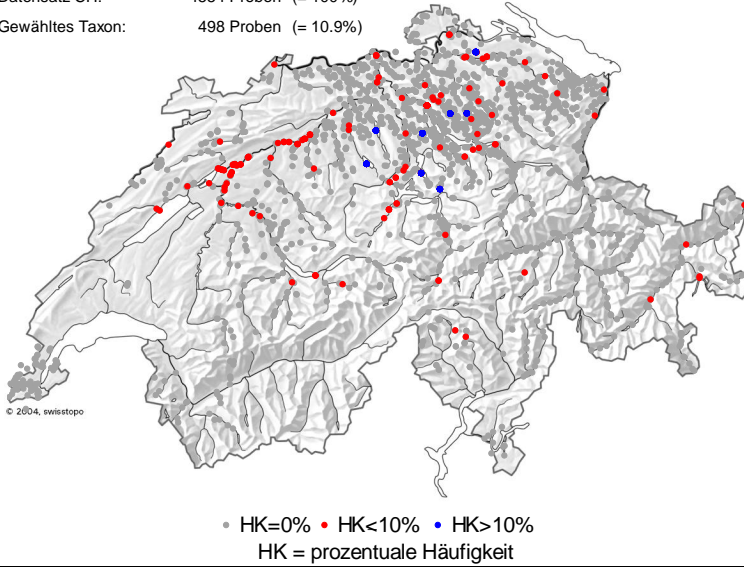 Gewähltes Taxon: 498 Proben (= 10.9%)
© 2004, swisstopo
HK=0% HK<10% HK>10%
HK = prozentuale Häufigkeit